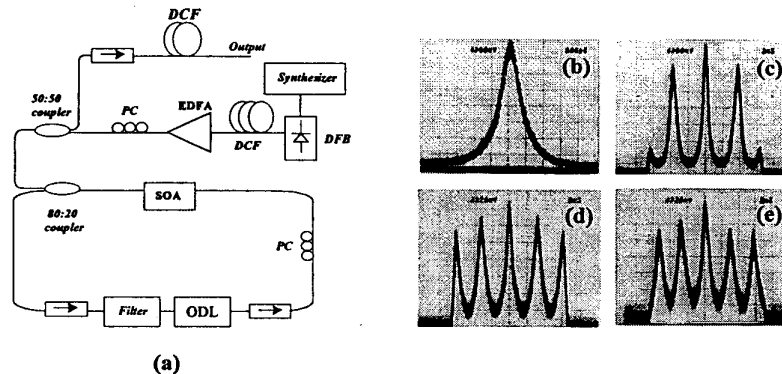 DCF
Output
Synthesizer
50:50
coupler
PC
EDFA
DCF
DFB
80:20
coupler
SOA
PC
Filter
ODL
(a)
(b)
(c)
(d)
(e)